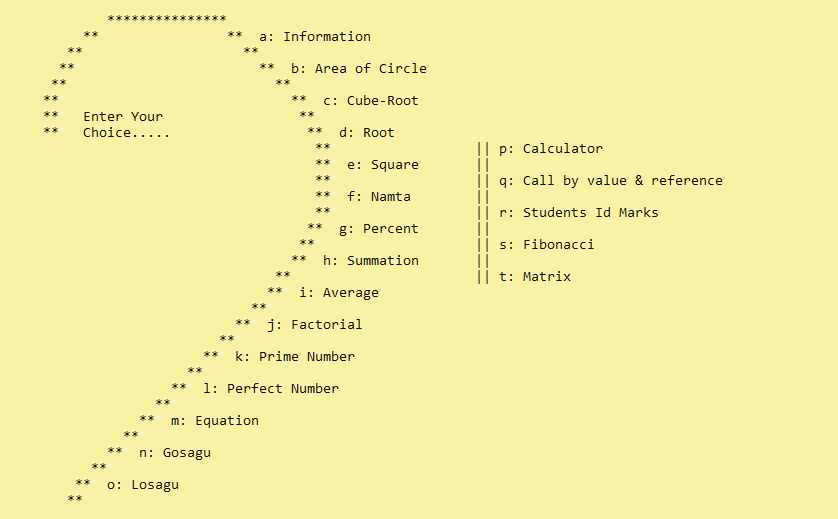 ***************
** ** a: Information
** **
** ** b: Area of Circle
** **
** ** c: Cube-Root
** Enter Your **
** Choice..... ** d: Root
** || p: Calculator
** e: Square ||
** || q: Call by value & reference
** f: Namta ||
** || r: Students Id Marks
** g: Percent ||
** || s: Fibonacci
** h: Summation ||
** || t: Matrix
** i: Average
**
** j: Factorial
**
** k: Prime Number
**
** l: Perfect Number
**
** m: Equation
**
** n: Gosagu
**
** o: Losagu
**